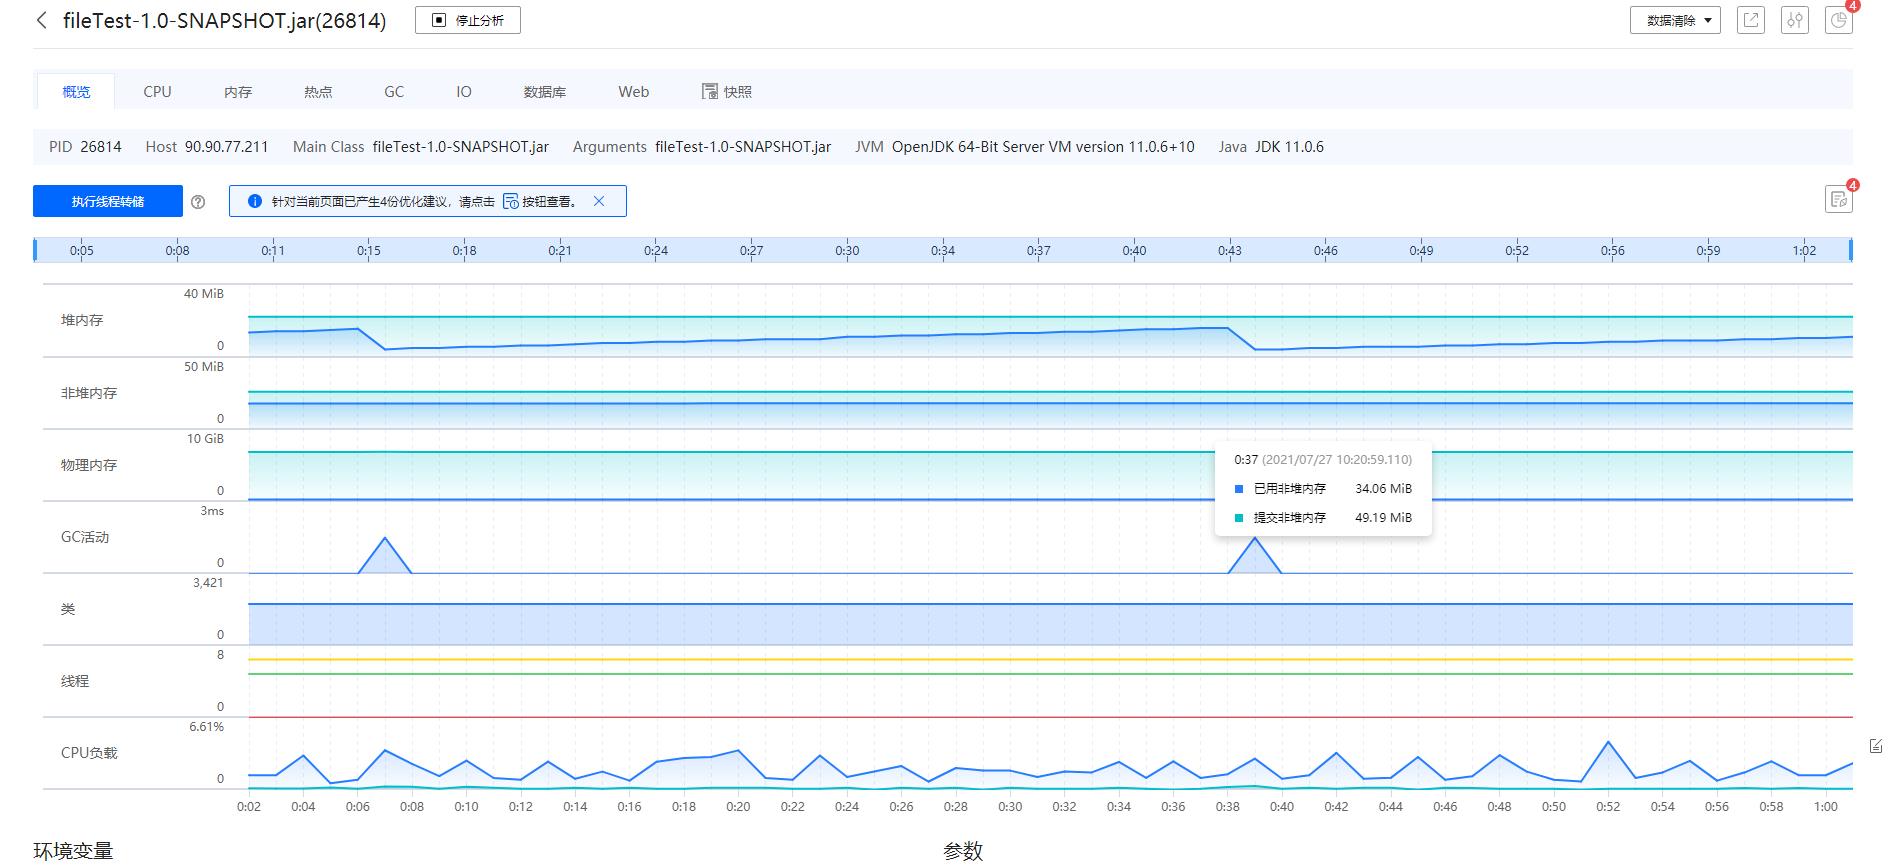 fileTest-1.0-SNAPSHOT.jar(26814) 停止分析 数据清除 4
概览 CPU 内存 热点 GC IO 数据库 Web 快照
PID 26814 Host 90.90.77.211 Main Class fileTest-1.0-SNAPSHOT.jar Arguments fileTest-1.0-SNAPSHOT.jar JVM OpenJDK 64-Bit Server VM version 11.0.6+10 Java JDK 11.0.6
执行线程转储 针对当前页面已产生4份优化建议，请点击 按钮查看。 4
0:05 0:08 0:11 0:15 0:18 0:21 0:24 0:27 0:30 0:34 0:37 0:40 0:43 0:46 0:49 0:52 0:56 0:59 1:02
40 MiB
堆内存
0
50 MiB
非堆内存
0
10 GiB
物理内存
0
0:37 (2021/07/27 10:20:59.110)
已用非堆内存 34.06 MiB
提交非堆内存 49.19 MiB
3ms
GC活动
0
3,421
类
0
8
线程
0
6.61%
CPU负载
0
0:02 0:04 0:06 0:08 0:10 0:12 0:14 0:16 0:18 0:20 0:22 0:24 0:26 0:28 0:30 0:32 0:34 0:36 0:38 0:40 0:42 0:44 0:46 0:48 0:50 0:52 0:54 0:56 0:58 1:00
环境变量 参数